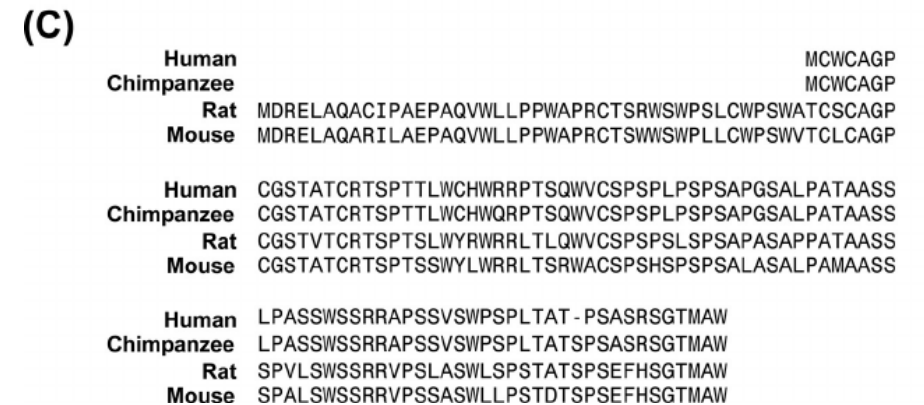 (C)
Human MCWCAGP
Chimpanzee MCWCAGP
Rat MDRELAQACIPAEPAQVWLLPPWAPRCTSRWSWPSLCWPSWATCSCAGP
Mouse MDRELAQARILAEPAQVWLLPPWAPRCTSWWSWPLLCWPSWVTCLCAGP
Human CGSTATCRTSPTTLWCHWRRPTSQWVCSPSPLPSPSAPGSALPATAASS
Chimpanzee CGSTATCRTSPTTLWCHWQRPTSQWVCSPSPLPSPSAPGSALPATAASS
Rat CGSTVTCRTSPTSLWYRWRRLTLQWVCSPSPSLSPSAPASAPPATAASS
Mouse CGSTATCRTSPTSSWYLWRRLTSRWACSPSHSPSPSALASALPAMAASS
Human LPASSWSSRRAPSSVSWPSPLTAT-PSASRSGTMAW
Chimpanzee LPASSWSSRRAPSSVSWPSPLTATSPSASRSGTMAW
Rat SPVLSWSSRRVPSLASWLSPSTATSPSEFHSGTMAW
Mouse SPALSWSSRRVPSSASWLLPSTDTSPSEFHSGTMAW